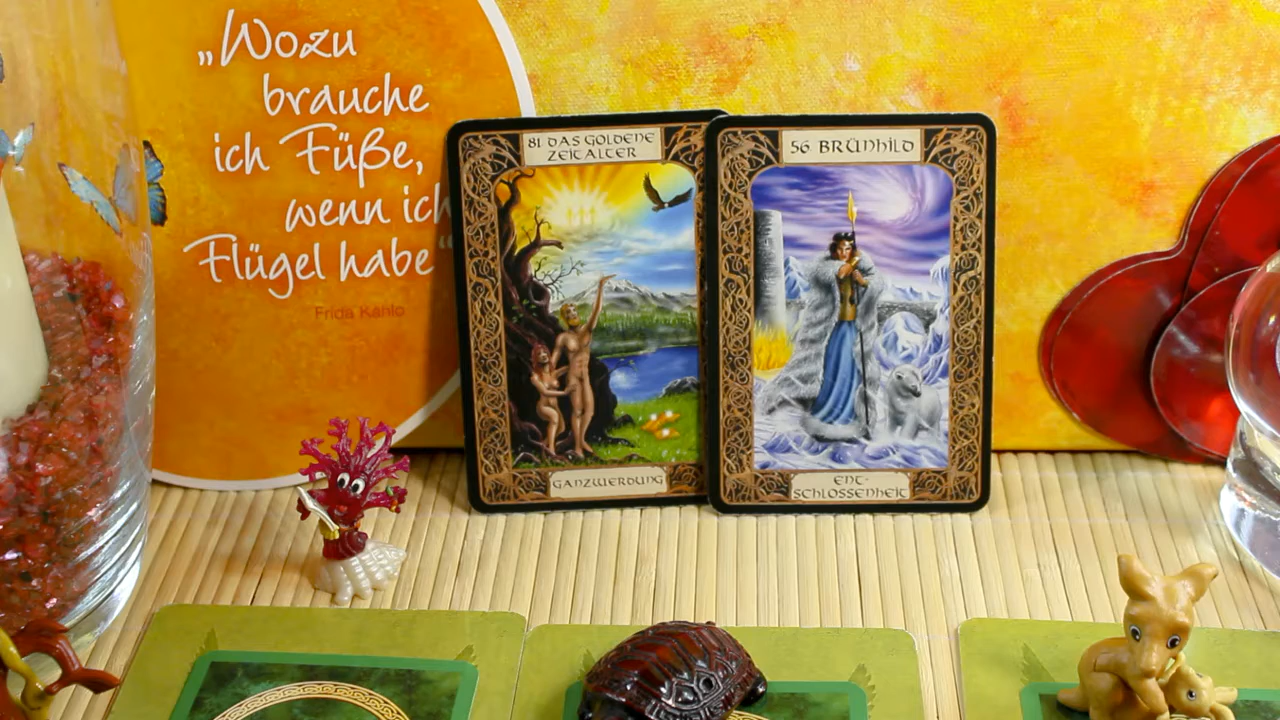 „Wozu
brauche
ich Füße,
wenn ich
Flügel habe“
Frida Kahlo
81 DAS GOLDENE
ZEITALTER
GANZWERDUNG
56 BRÜNHILD
ENT-
SCHLOSSENHEIT